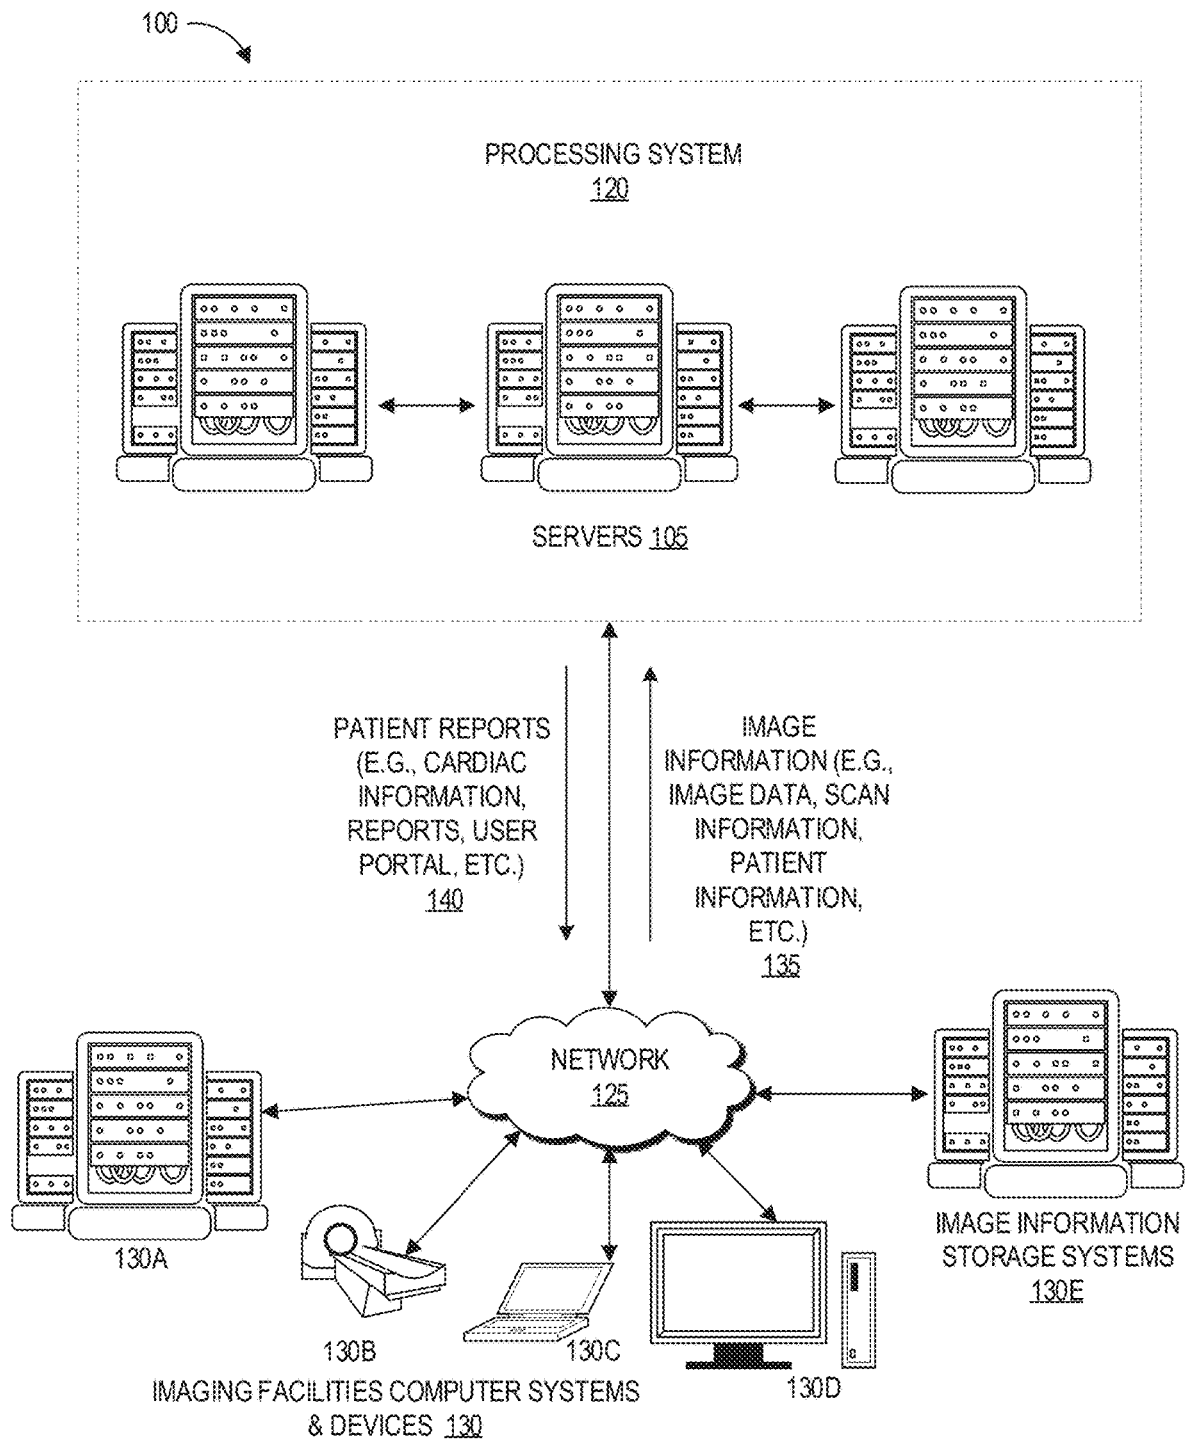 100
PROCESSING SYSTEM
120
SERVERS 105
PATIENT REPORTS
(E.G., CARDIAC
INFORMATION,
REPORTS, USER
PORTAL, ETC.)
140
IMAGE
INFORMATION (E.G.,
IMAGE DATA, SCAN
INFORMATION,
PATIENT
INFORMATION,
ETC.)
135
NETWORK
125
130A
130B
130C
130D
IMAGE INFORMATION
STORAGE SYSTEMS
130E
IMAGING FACILITIES COMPUTER SYSTEMS
& DEVICES 130